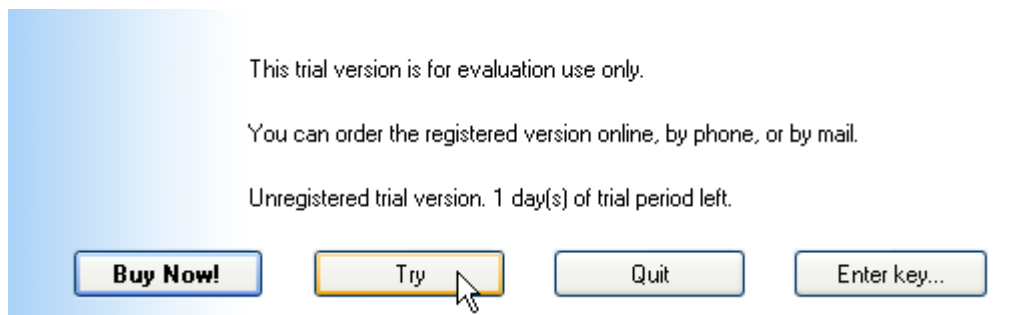 This trial version is for evaluation use only.
You can order the registered version online, by phone, or by mail.
Unregistered trial version. 1 day(s) of trial period left.
Buy Now! Try Quit Enter key...